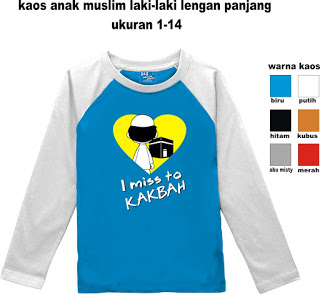 kaos anak muslim laki-laki lengan panjang
ukuran 1-14
warna kaos
biru putih
hitam kubus
abu misty merah
I miss to
KAKBAH